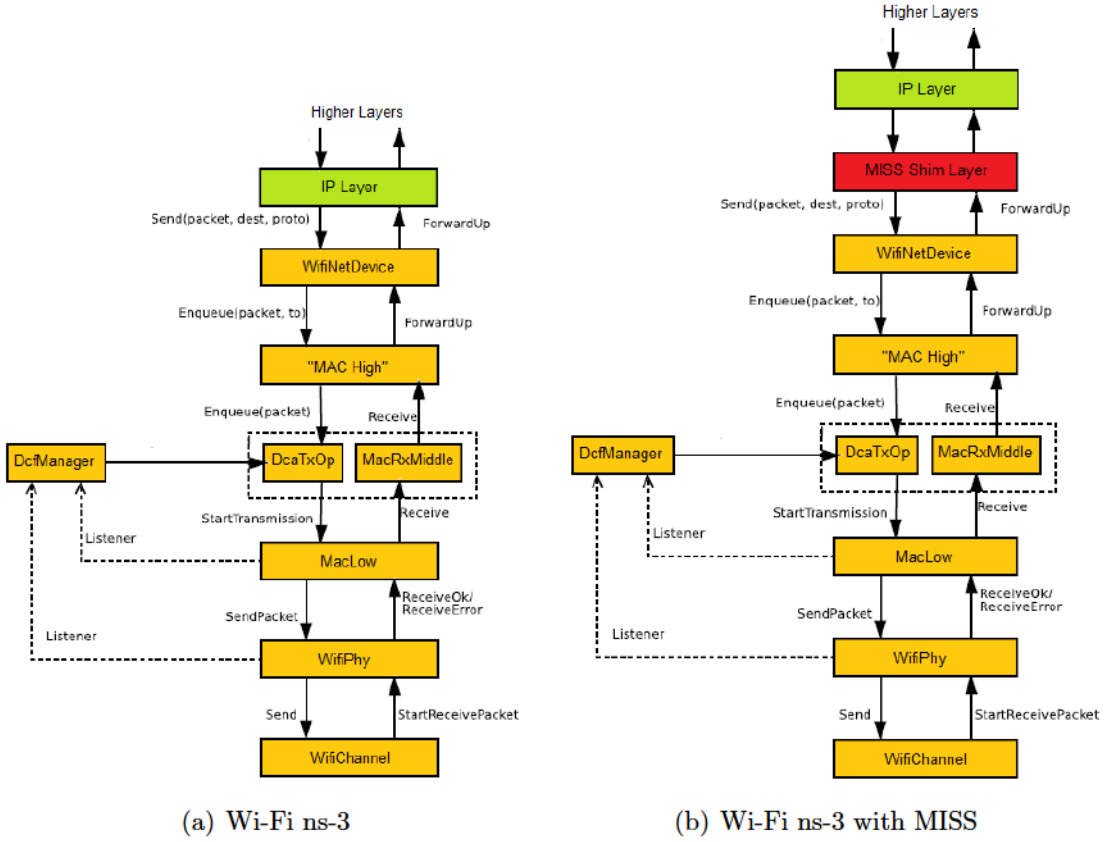 Higher Layers
IP Layer
Send(packet, dest, proto)
ForwardUp
WifiNetDevice
Enqueue(packet, to)
ForwardUp
"MAC High"
Enqueue(packet)
Receive
DcfManager
DcaTxOp
MacRxMiddle
StartTransmission
Receive
Listener
MacLow
SendPacket
ReceiveOk/
ReceiveError
Listener
WifiPhy
Send
StartReceivePacket
WifiChannel
(a) Wi-Fi ns-3
Higher Layers
IP Layer
MISS Shim Layer
Send(packet, dest, proto)
ForwardUp
WifiNetDevice
Enqueue(packet, to)
ForwardUp
"MAC High"
Enqueue(packet)
Receive
DcfManager
DcaTxOp
MacRxMiddle
StartTransmission
Receive
Listener
MacLow
SendPacket
ReceiveOk/
ReceiveError
Listener
WifiPhy
Send
StartReceivePacket
WifiChannel
(b) Wi-Fi ns-3 with MISS